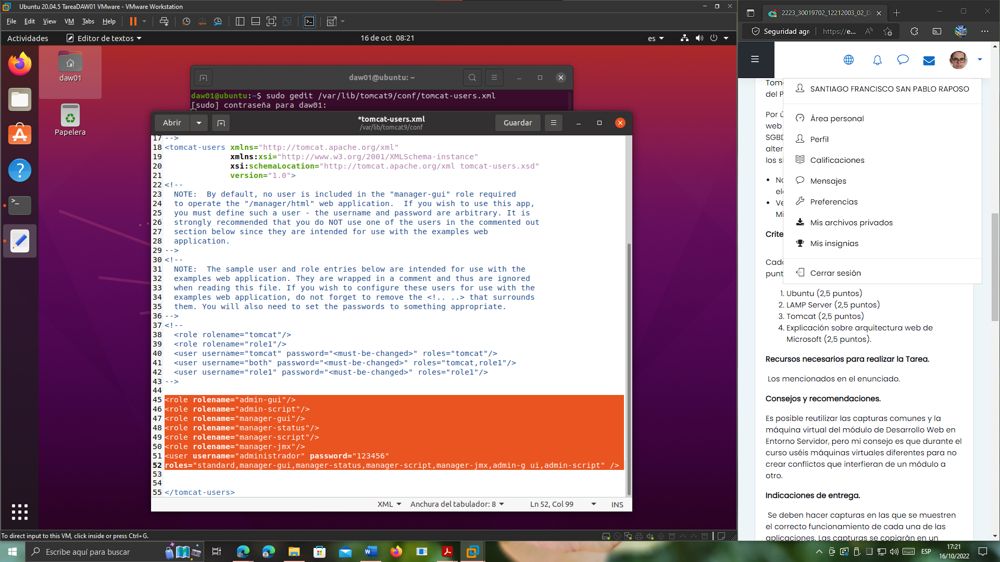 Ubuntu 20.04.5 TareaDAW01 VMware - VMware Workstation
File Edit View VM Tabs Help
Actividades
Editor de textos
16 de oct 08:21
es
daw01
Papelera
daw01@ubuntu: ~
daw01@ubuntu:~$ sudo gedit /var/lib/tomcat9/conf/tomcat-users.xml
[sudo] contraseña para daw01:
Abrir
*tomcat-users.xml
/var/lib/tomcat9/conf
Guardar
17 -->
18 <tomcat-users xmlns="http://tomcat.apache.org/xml"
19 xmlns:xsi="http://www.w3.org/2001/XMLSchema-instance"
20 xsi:schemaLocation="http://tomcat.apache.org/xml tomcat-users.xsd"
21 version="1.0">
22 <!--
23 NOTE: By default, no user is included in the "manager-gui" role required
24 to operate the "/manager/html" web application. If you wish to use this app,
25 you must define such a user - the username and password are arbitrary. It is
26 strongly recommended that you do NOT use one of the users in the commented out
27 section below since they are intended for use with the examples web
28 application.
29 -->
30 <!--
31 NOTE: The sample user and role entries below are intended for use with the
32 examples web application. They are wrapped in a comment and thus are ignored
33 when reading this file. If you wish to configure these users for use with the
34 examples web application, do not forget to remove the <!.. ..> that surrounds
35 them. You will also need to set the passwords to something appropriate.
36 -->
37 <!--
38 <role rolename="tomcat"/>
39 <role rolename="role1"/>
40 <user username="tomcat" password="<must-be-changed>" roles="tomcat"/>
41 <user username="both" password="<must-be-changed>" roles="tomcat,role1"/>
42 <user username="role1" password="<must-be-changed>" roles="role1"/>
43 -->
44
45 <role rolename="admin-gui"/>
46 <role rolename="admin-script"/>
47 <role rolename="manager-gui"/>
48 <role rolename="manager-status"/>
49 <role rolename="manager-script"/>
50 <role rolename="manager-jmx"/>
51 <user username="administrador" password="123456"
52 roles="standard,manager-gui,manager-status,manager-script,manager-jmx,admin-g ui,admin-script" />
53
54
55 </tomcat-users>
XML
Anchura del tabulador: 8
Ln 52, Col 99
INS
To direct input to this VM, click inside or press Ctrl+G.
2223_30019702_12212003_02_D
Seguridad agre
https://e...
Tom
del P
Por ú
web
SGBD
alter
los si
No
el
Ve
Mi
Crite
Cad
punt
SANTIAGO FRANCISCO SAN PABLO RAPOSO
Área personal
Perfil
Calificaciones
Mensajes
Preferencias
Mis archivos privados
Mis insignias
Cerrar sesión
1. Ubuntu (2,5 puntos)
2. LAMP Server (2,5 puntos)
3. Tomcat (2,5 puntos)
4. Explicación sobre arquitectura web de
Microsoft (2,5 puntos).
Recursos necesarios para realizar la Tarea.
Los mencionados en el enunciado.
Consejos y recomendaciones.
Es posible reutilizar las capturas comunes y la
máquina virtual del módulo de Desarrollo Web en
Entorno Servidor, pero mi consejo es que durante el
curso uséis máquinas virtuales diferentes para no
crear conflictos que interfieran de un módulo a
otro.
Indicaciones de entrega.
Se deben hacer capturas en las que se muestren
el correcto funcionamiento de cada una de las
aplicaciones. Las capturas se copiarán en un
Escribe aquí para buscar
ESP
17:21
16/10/2022